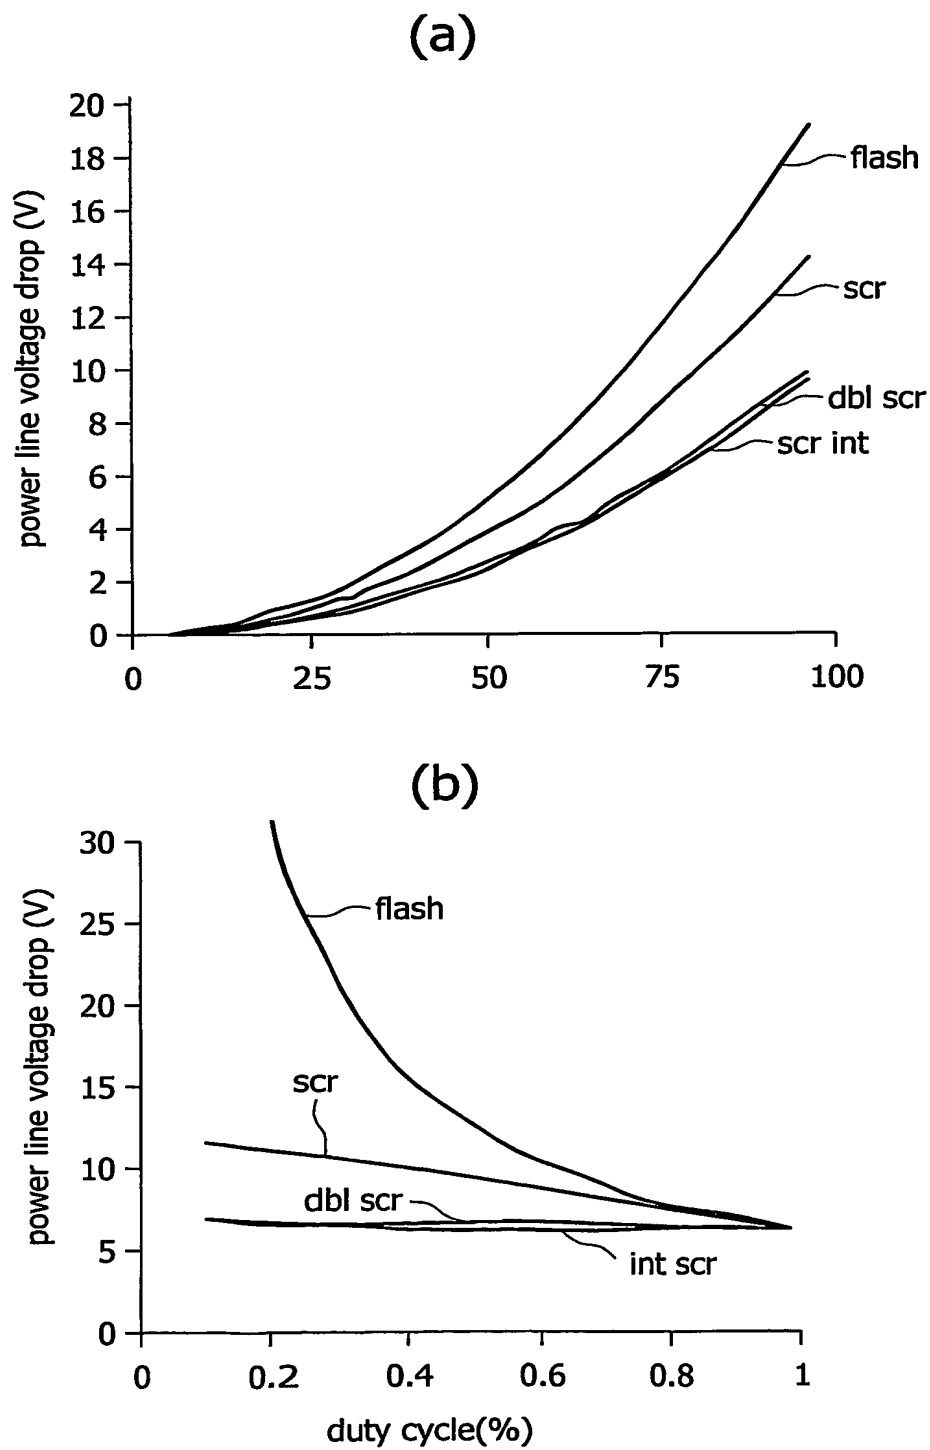 (a)
power line voltage drop (V)
20
18
16
14
12
10
8
6
4
2
0
flash
scr
dbl scr
scr int
0 25 50 75 100
(b)
power line voltage drop (V)
30
25
20
15
10
5
0
flash
scr
dbl scr
int scr
0 0.2 0.4 0.6 0.8 1
duty cycle(%)